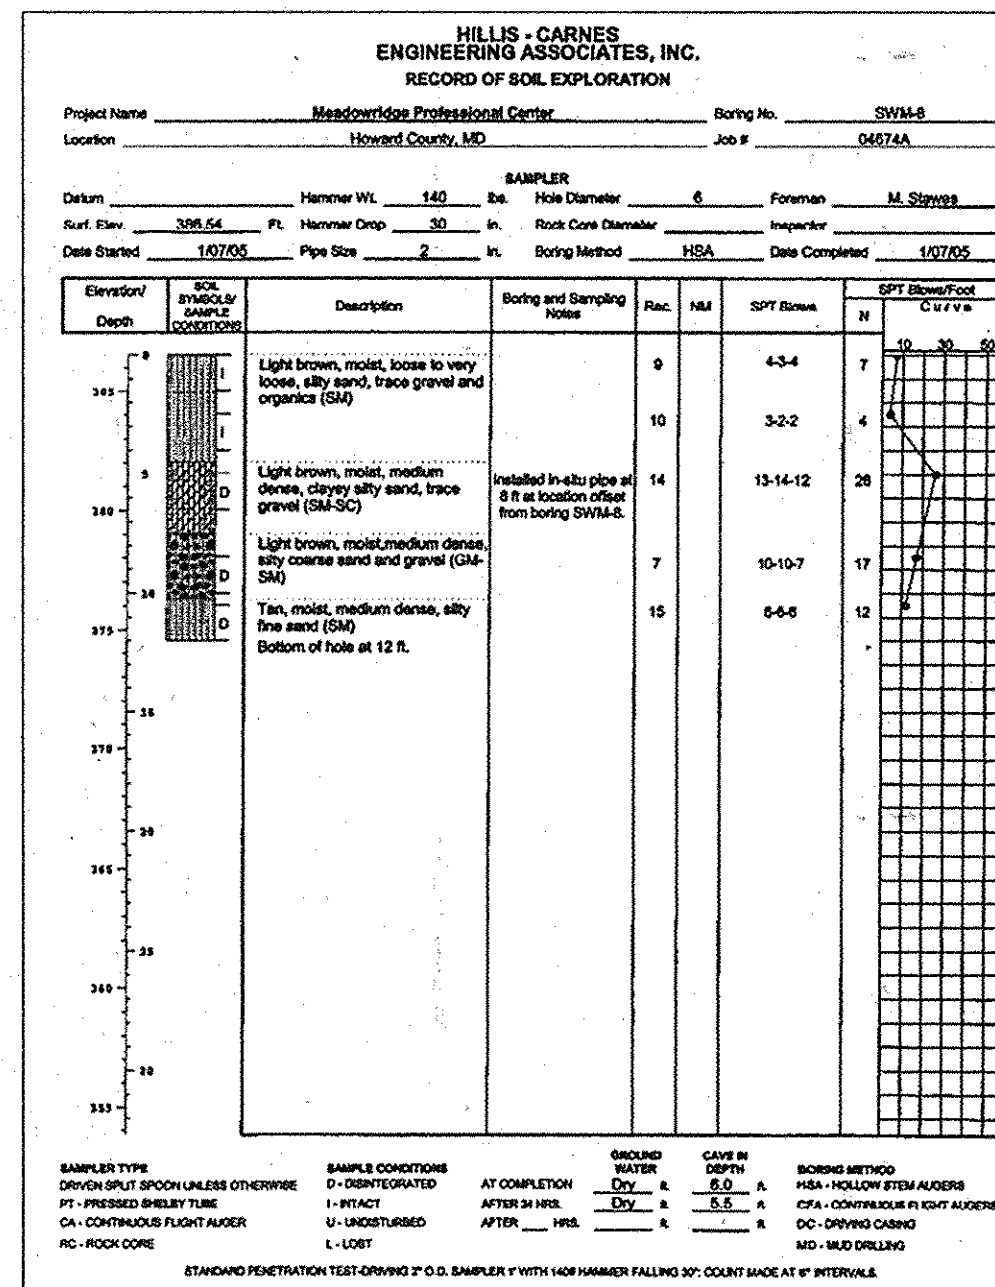 HILLIS - CARNES
ENGINEERING ASSOCIATES, INC.
RECORD OF SOIL EXPLORATION
Project Name Meadowridge Professional Center Boring No. SWM-8
Location Howard County, MD Job # 04674A
SAMPLER
Datum Hammer Wt. 140 lbs. Hole Diameter 6 Foreman M. Stawes
Surf. Elev. 386.54 Ft. Hammer Drop 30 in. Rock Core Diameter Inspector
Date Started 1/07/05 Pipe Size 2 in. Boring Method HSA Date Completed 1/07/05
Elevation/ Depth SOIL SYMBOLS/ SAMPLE CONDITIONS Description Boring and Sampling Notes Rec. NM SPT Blows SPT Blows/Foot N Curve
10 30 50
0 I Light brown, moist, loose to very loose, silty sand, trace gravel and organics (SM) 9 4-3-4 7
385
I 10 3-2-2 4
5 D Light brown, moist, medium dense, clayey silty sand, trace gravel (SM-SC) Installed in-situ pipe at 8 ft at location offset from boring SWM-8. 14 13-14-12 26
380
D Light brown, moist,medium dense, silty coarse sand and gravel (GM-SM) 7 10-10-7 17
10
D Tan, moist, medium dense, silty fine sand (SM) 15 6-6-6 12
375
Bottom of hole at 12 ft.
15
370
20
365
25
360
30
355
SAMPLER TYPE SAMPLE CONDITIONS GROUND WATER CAVE IN DEPTH BORING METHOD
DRIVEN SPLIT SPOON UNLESS OTHERWISE D - DISINTEGRATED AT COMPLETION Dry ft. 6.0 ft. HSA - HOLLOW STEM AUGERS
PT - PRESSED SHELBY TUBE I - INTACT AFTER 24 HRS. Dry ft. 5.5 ft. CFA - CONTINUOUS FLIGHT AUGERS
CA - CONTINUOUS FLIGHT AUGER U - UNDISTURBED AFTER HRS. ft. ft. DC - DRIVING CASING
RC - ROCK CORE L - LOST MD - MUD DRILLING
STANDARD PENETRATION TEST-DRIVING 2" O.D. SAMPLER 1' WITH 140# HAMMER FALLING 30": COUNT MADE AT 6" INTERVALS.